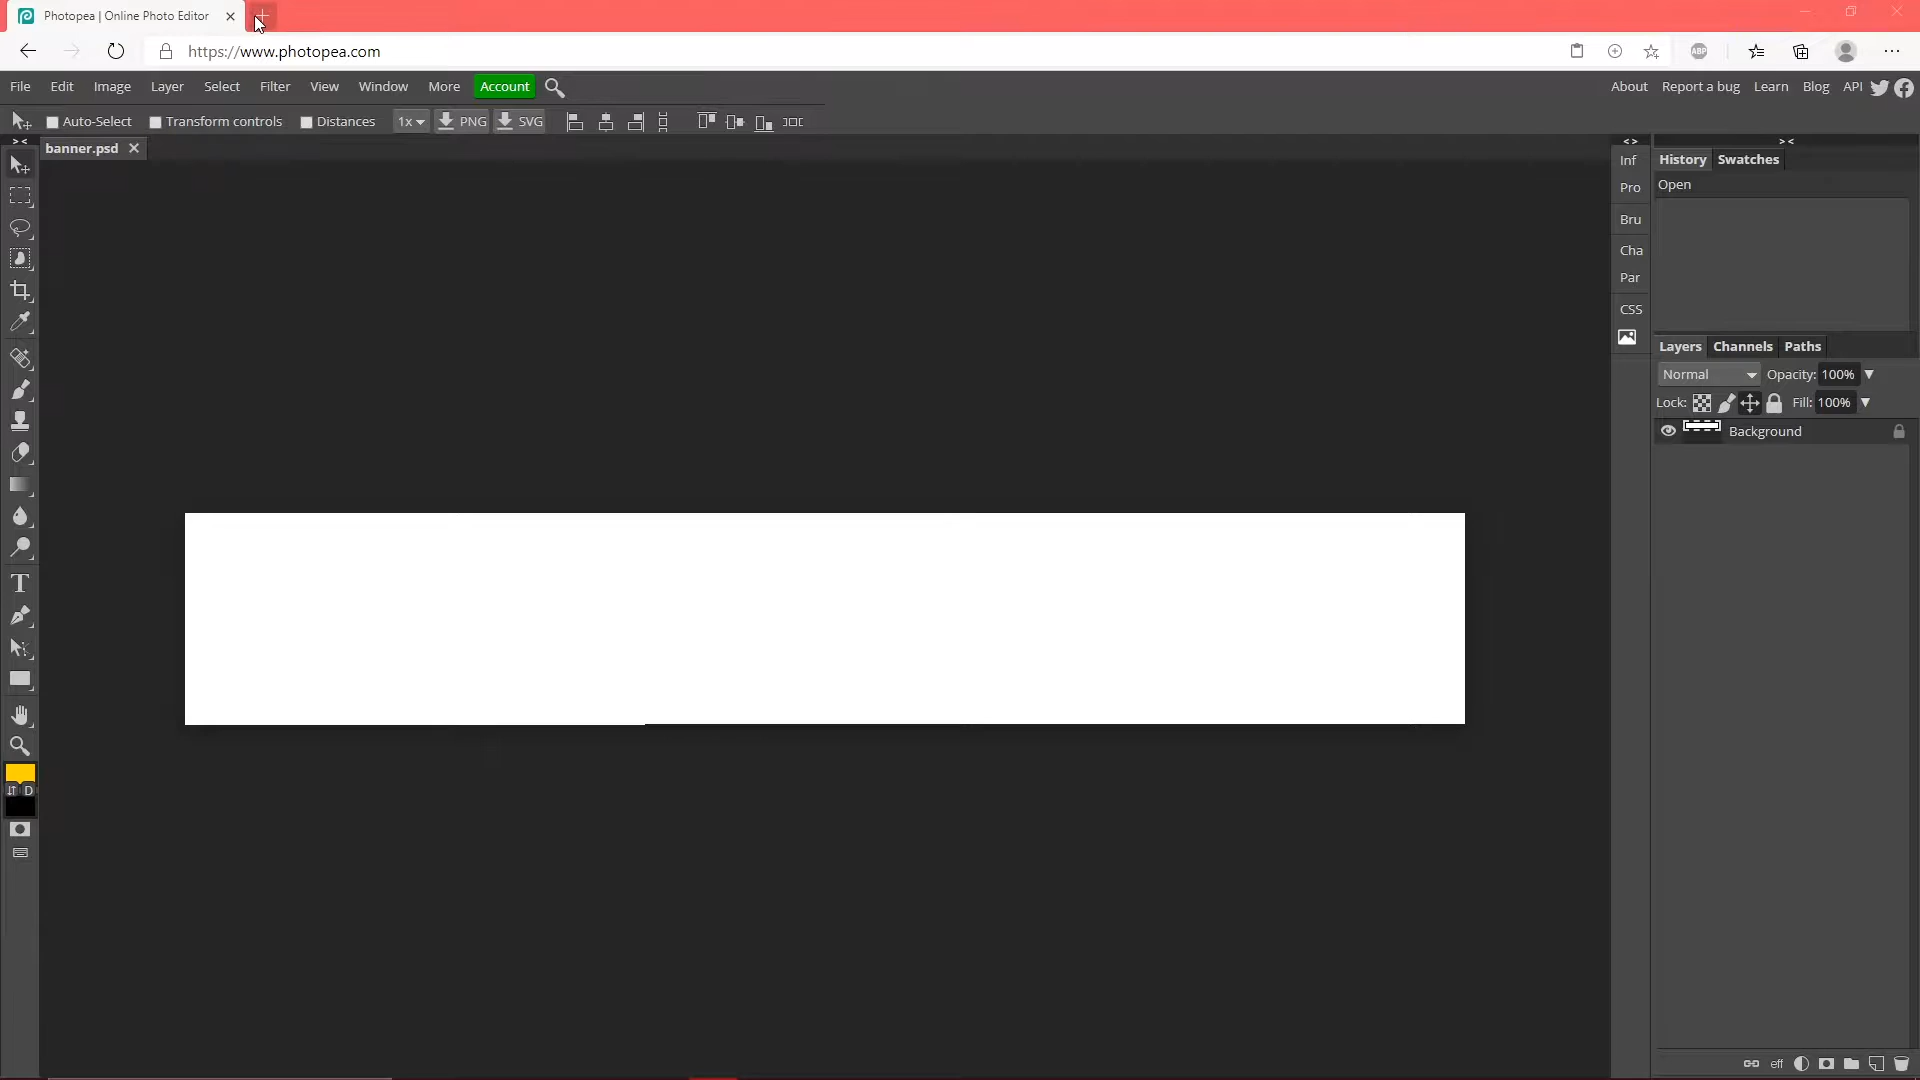 Photopea | Online Photo Editor
https://www.photopea.com
ABP
File Edit Image Layer Select Filter View Window More Account
About Report a bug Learn Blog API
Auto-Select Transform controls Distances 1x PNG SVG
banner.psd
Inf
Pro
Bru
Cha
Par
CSS
History Swatches
Open
Layers Channels Paths
Normal Opacity: 100%
Lock: Fill: 100%
Background
T
D
eff